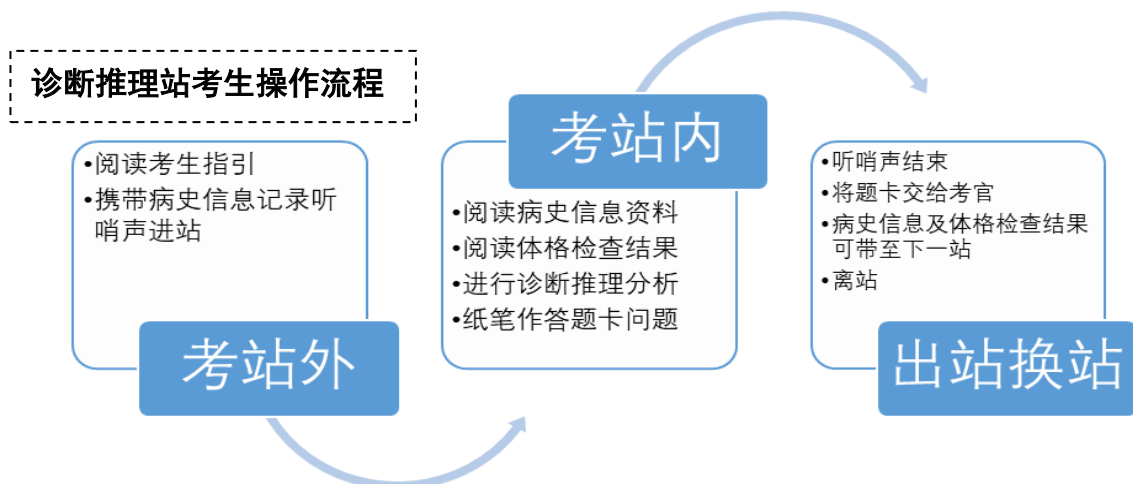 诊断推理站考生操作流程
•阅读考生指引
•携带病史信息记录听
哨声进站
考站外
考站内
•阅读病史信息资料
•阅读体格检查结果
•进行诊断推理分析
•纸笔作答题卡问题
•听哨声结束
•将题卡交给考官
•病史信息及体格检查结果
可带至下一站
•离站
出站换站